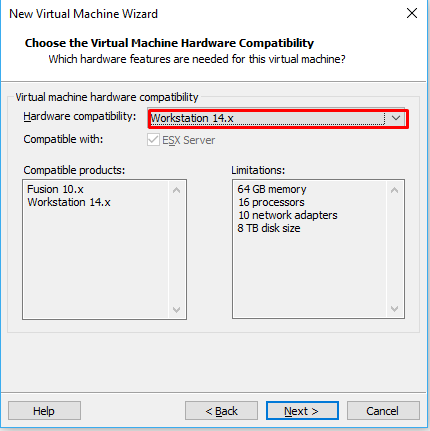 New Virtual Machine Wizard
Choose the Virtual Machine Hardware Compatibility
Which hardware features are needed for this virtual machine?
Virtual machine hardware compatibility
Hardware compatibility: Workstation 14.x
Compatible with: ESX Server
Compatible products:
Fusion 10.x
Workstation 14.x
Limitations:
64 GB memory
16 processors
10 network adapters
8 TB disk size
Help < Back Next > Cancel